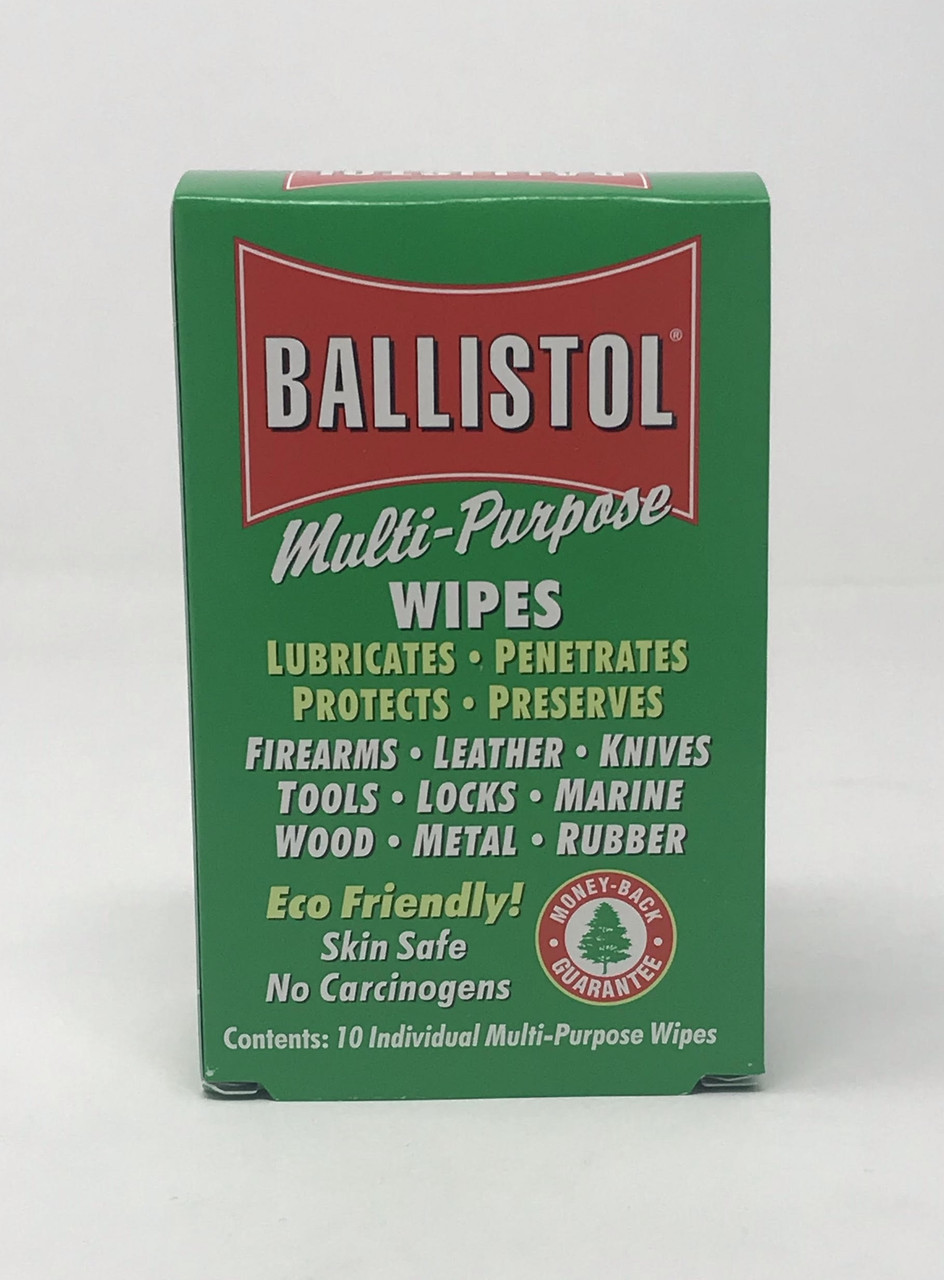 BALLISTOL®
Multi-Purpose
WIPES
LUBRICATES • PENETRATES
PROTECTS • PRESERVES
FIREARMS • LEATHER • KNIVES
TOOLS • LOCKS • MARINE
WOOD • METAL • RUBBER
Eco Friendly!
Skin Safe
No Carcinogens
MONEY-BACK
• GUARANTEE •
Contents: 10 Individual Multi-Purpose Wipes